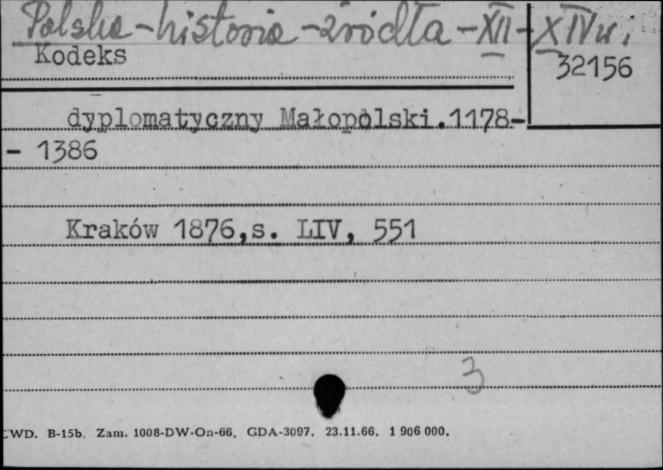 Polska - historia - źródła - XII - XIV w.
Kodeks
32156
dyplomatyczny Małopolski.1178-
- 1386
Kraków 1876,s. LIV, 551
3
WD. B-15b. Zam. 1008-DW-On-66. GDA-3097. 23.11.66. 1 906 000.